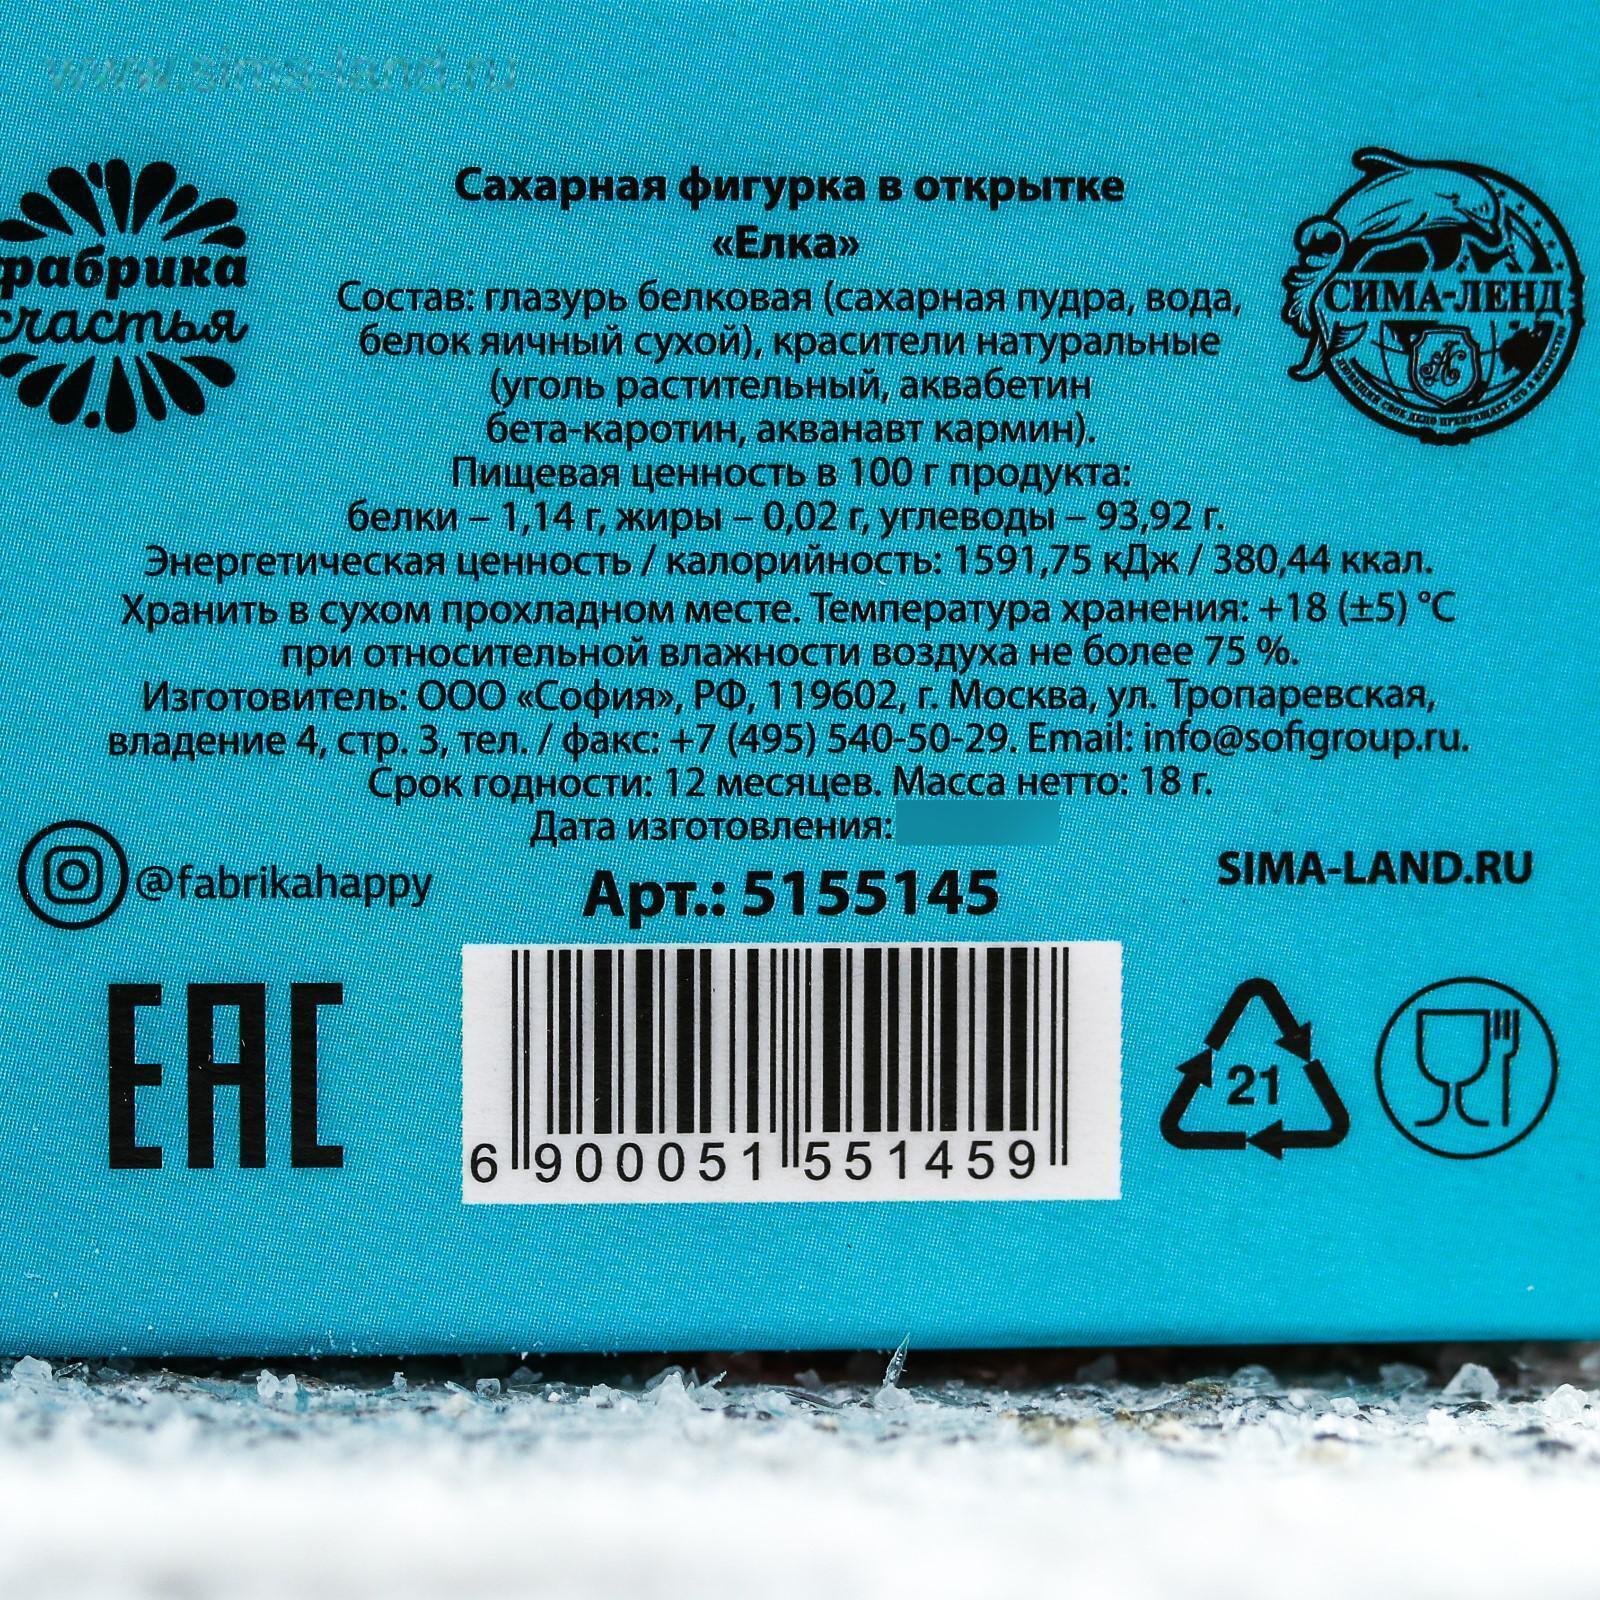 www.sima-land.ru
фабрика
счастья
Сахарная фигурка в открытке
«Елка»
Состав: глазурь белковая (сахарная пудра, вода,
белок яичный сухой), красители натуральные
(уголь растительный, аквабетин
бета-каротин, акванавт кармин).
Пищевая ценность в 100 г продукта:
белки – 1,14 г, жиры – 0,02 г, углеводы – 93,92 г.
Энергетическая ценность / калорийность: 1591,75 кДж / 380,44 ккал.
Хранить в сухом прохладном месте. Температура хранения: +18 (±5) °С
при относительной влажности воздуха не более 75 %.
Изготовитель: ООО «София», РФ, 119602, г. Москва, ул. Тропаревская,
владение 4, стр. 3, тел. / факс: +7 (495) 540-50-29. Email: info@sofigroup.ru.
Срок годности: 12 месяцев. Масса нетто: 18 г.
Дата изготовления:
СИМА-ЛЕНД
@fabrikahappy
Арт.: 5155145
SIMA-LAND.RU
ЕАС
6 900051 551459
21